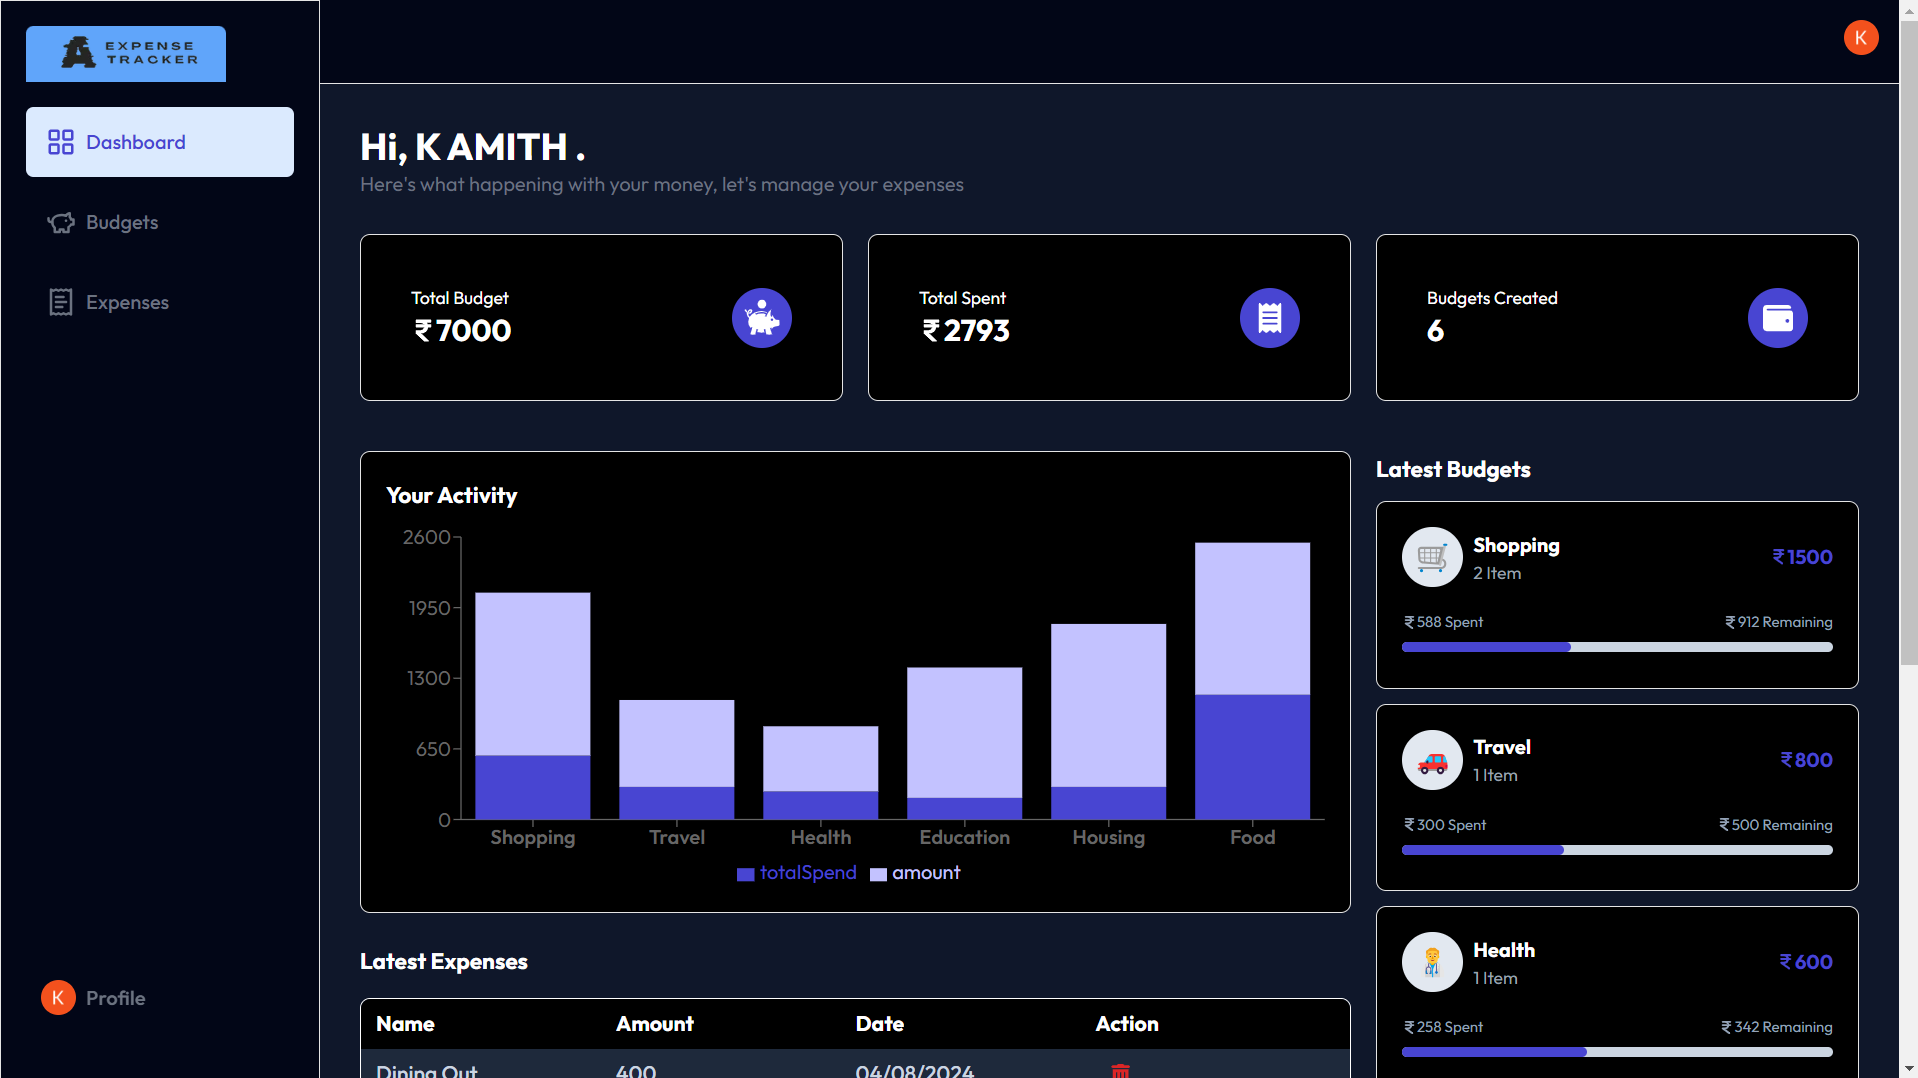 EXPENSE
TRACKER
K
Dashboard
Budgets
Expenses
K Profile
Hi, K AMITH .
Here's what happening with your money, let's manage your expenses
Total Budget
₹7000
Total Spent
₹2793
Budgets Created
6
Your Activity
2600
1950
1300
650
0
Shopping Travel Health Education Housing Food
totalSpend amount
Latest Budgets
Shopping
2 Item
₹1500
₹588 Spent ₹912 Remaining
Travel
1 Item
₹800
₹300 Spent ₹500 Remaining
Health
1 Item
₹600
₹258 Spent ₹342 Remaining
Latest Expenses
Name Amount Date Action
Dining Out 400 04/08/2024